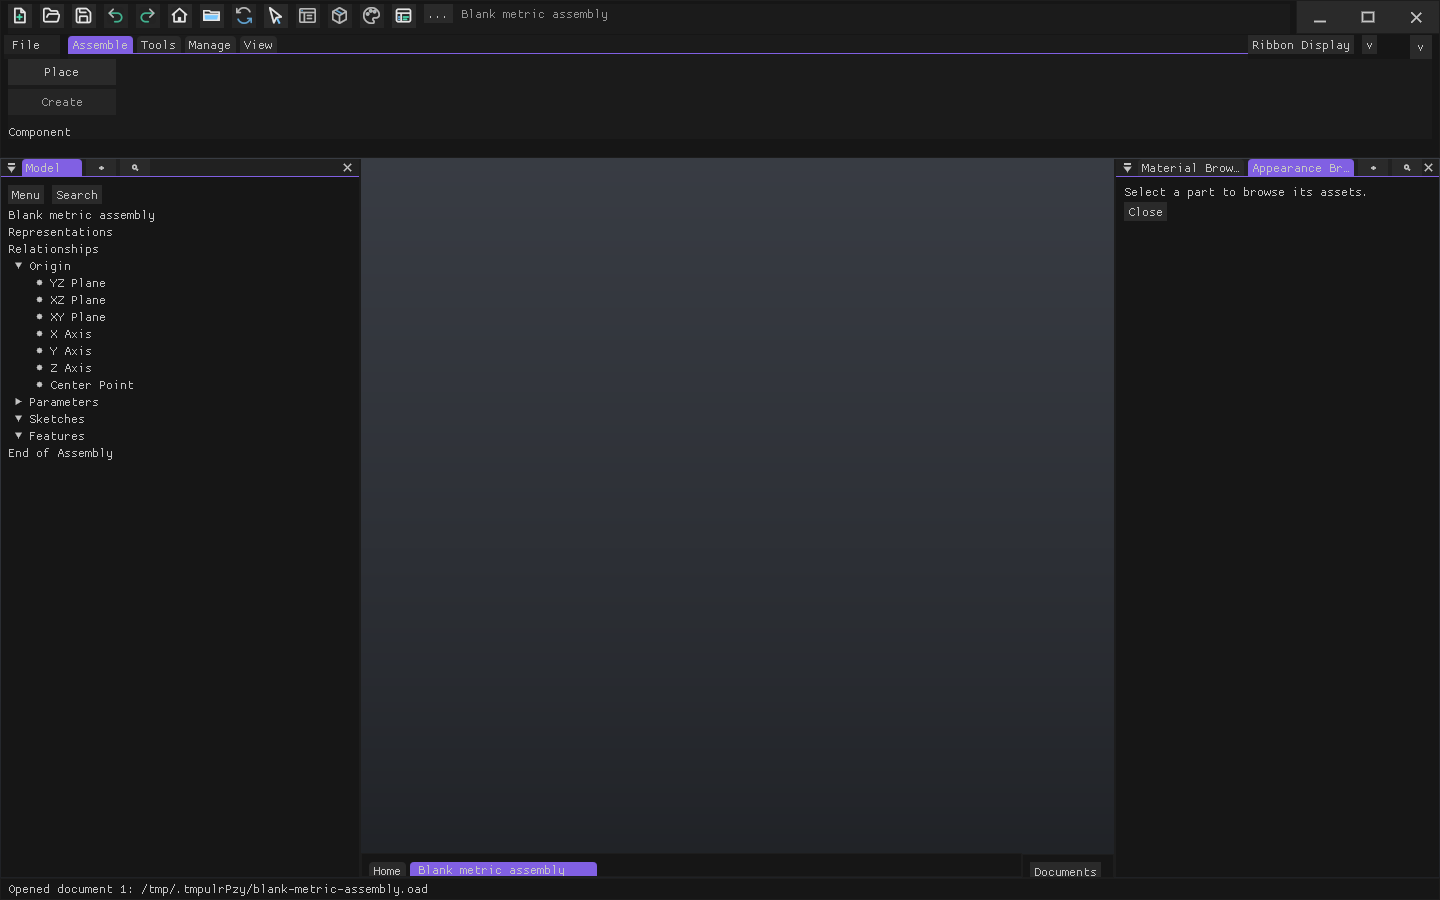 ... Blank metric assembly
File Assemble Tools Manage View Ribbon Display v v
Place
Create
Component
Model
Menu Search
Blank metric assembly
Representations
Relationships
Origin
YZ Plane
XZ Plane
XY Plane
X Axis
Y Axis
Z Axis
Center Point
Parameters
Sketches
Features
End of Assembly
Material Brow… Appearance Br…
Select a part to browse its assets.
Close
Home Blank metric assembly Documents
Opened document 1: /tmp/.tmpulrPzy/blank-metric-assembly.oad